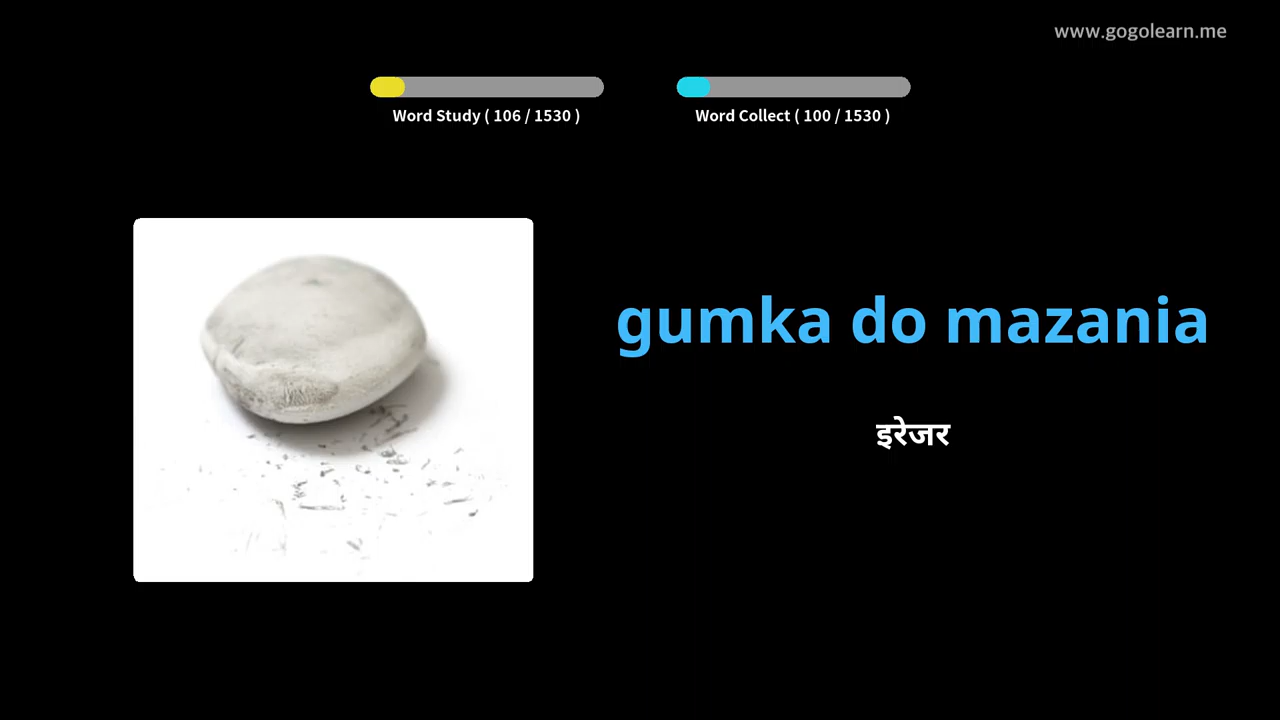 www.gogolearn.me
Word Study ( 106 / 1530 )
Word Collect ( 100 / 1530 )
gumka do mazania
इरेजर